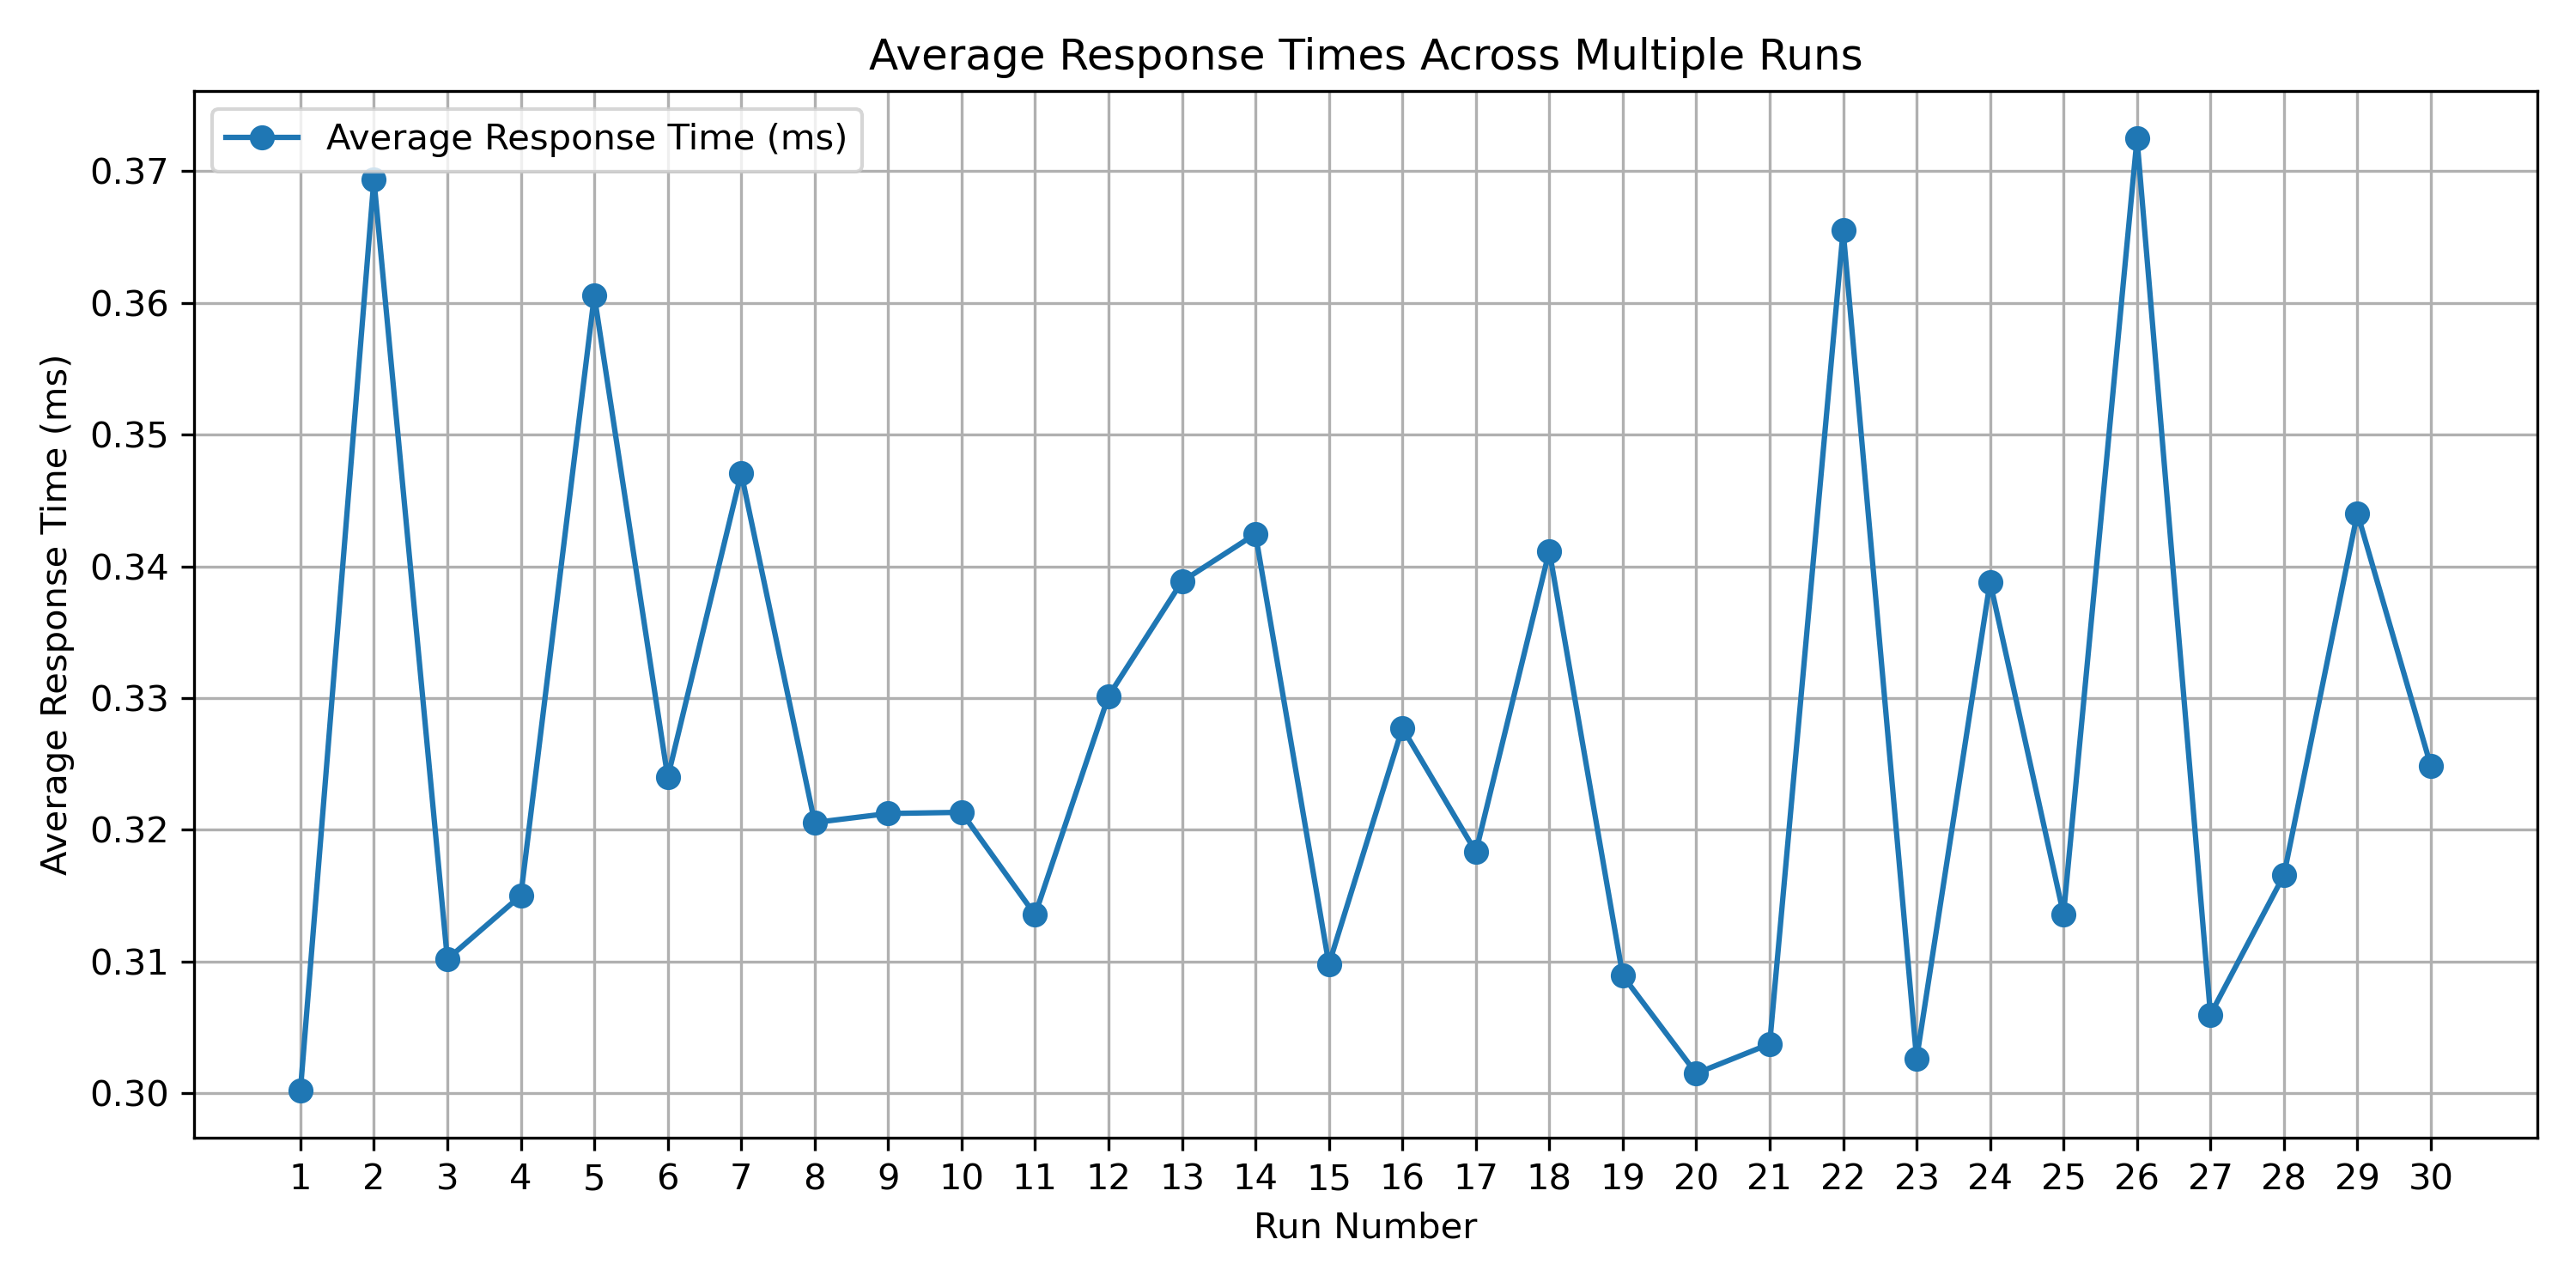 Average Response Times Across Multiple Runs
Average Response Time (ms)
0.37
0.36
0.35
0.34
0.33
0.32
0.31
0.30
Average Response Time (ms)
1 2 3 4 5 6 7 8 9 10 11 12 13 14 15 16 17 18 19 20 21 22 23 24 25 26 27 28 29 30
Run Number